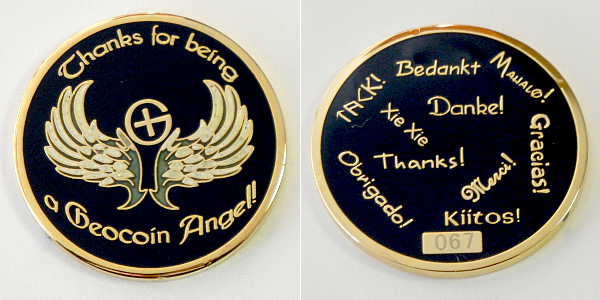 Thanks for being
a Geocoin Angel!!
TACK!
Bedankt
MAHALO!
Xie Xie
Danke!
Gracias!
Thanks!
Obrigado!
Merci!
Kiitos!
067